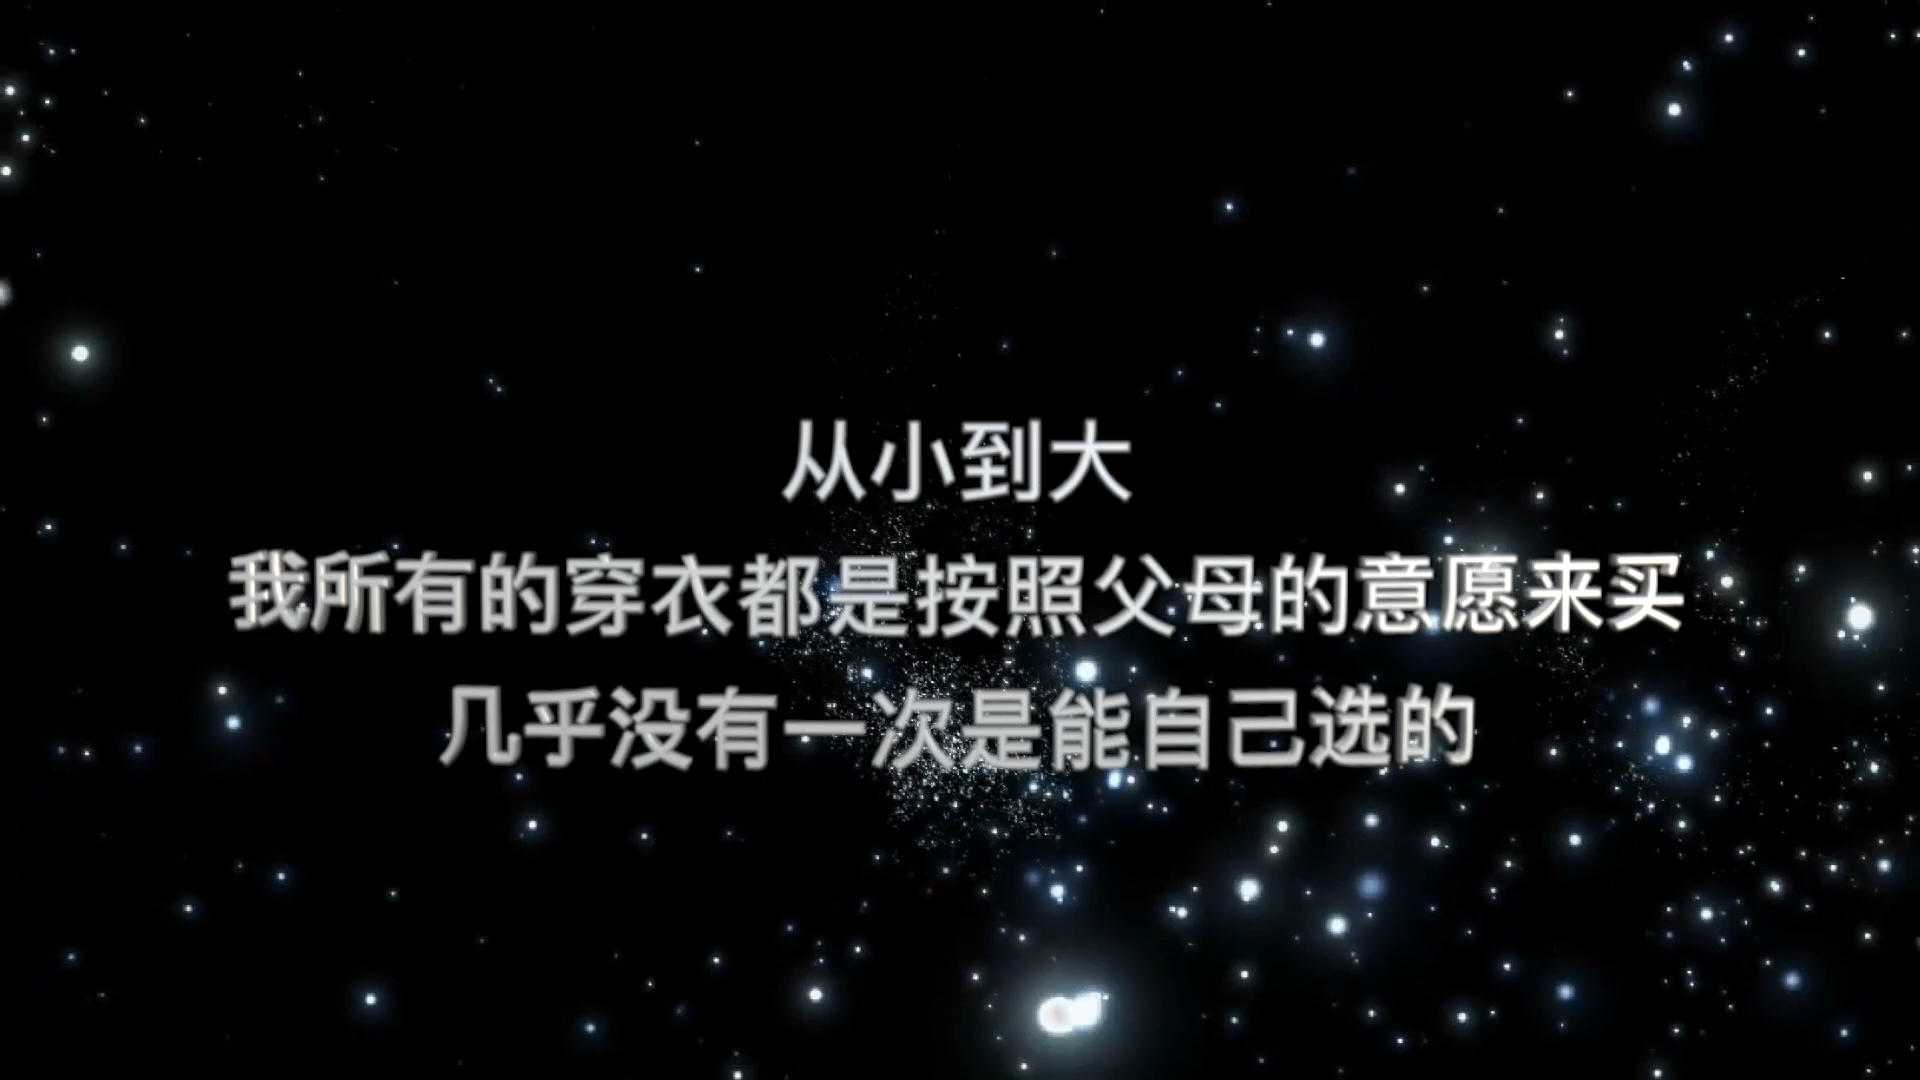 从小到大
我所有的穿衣都是按照父母的意愿来买
几乎没有一次是能自己选的